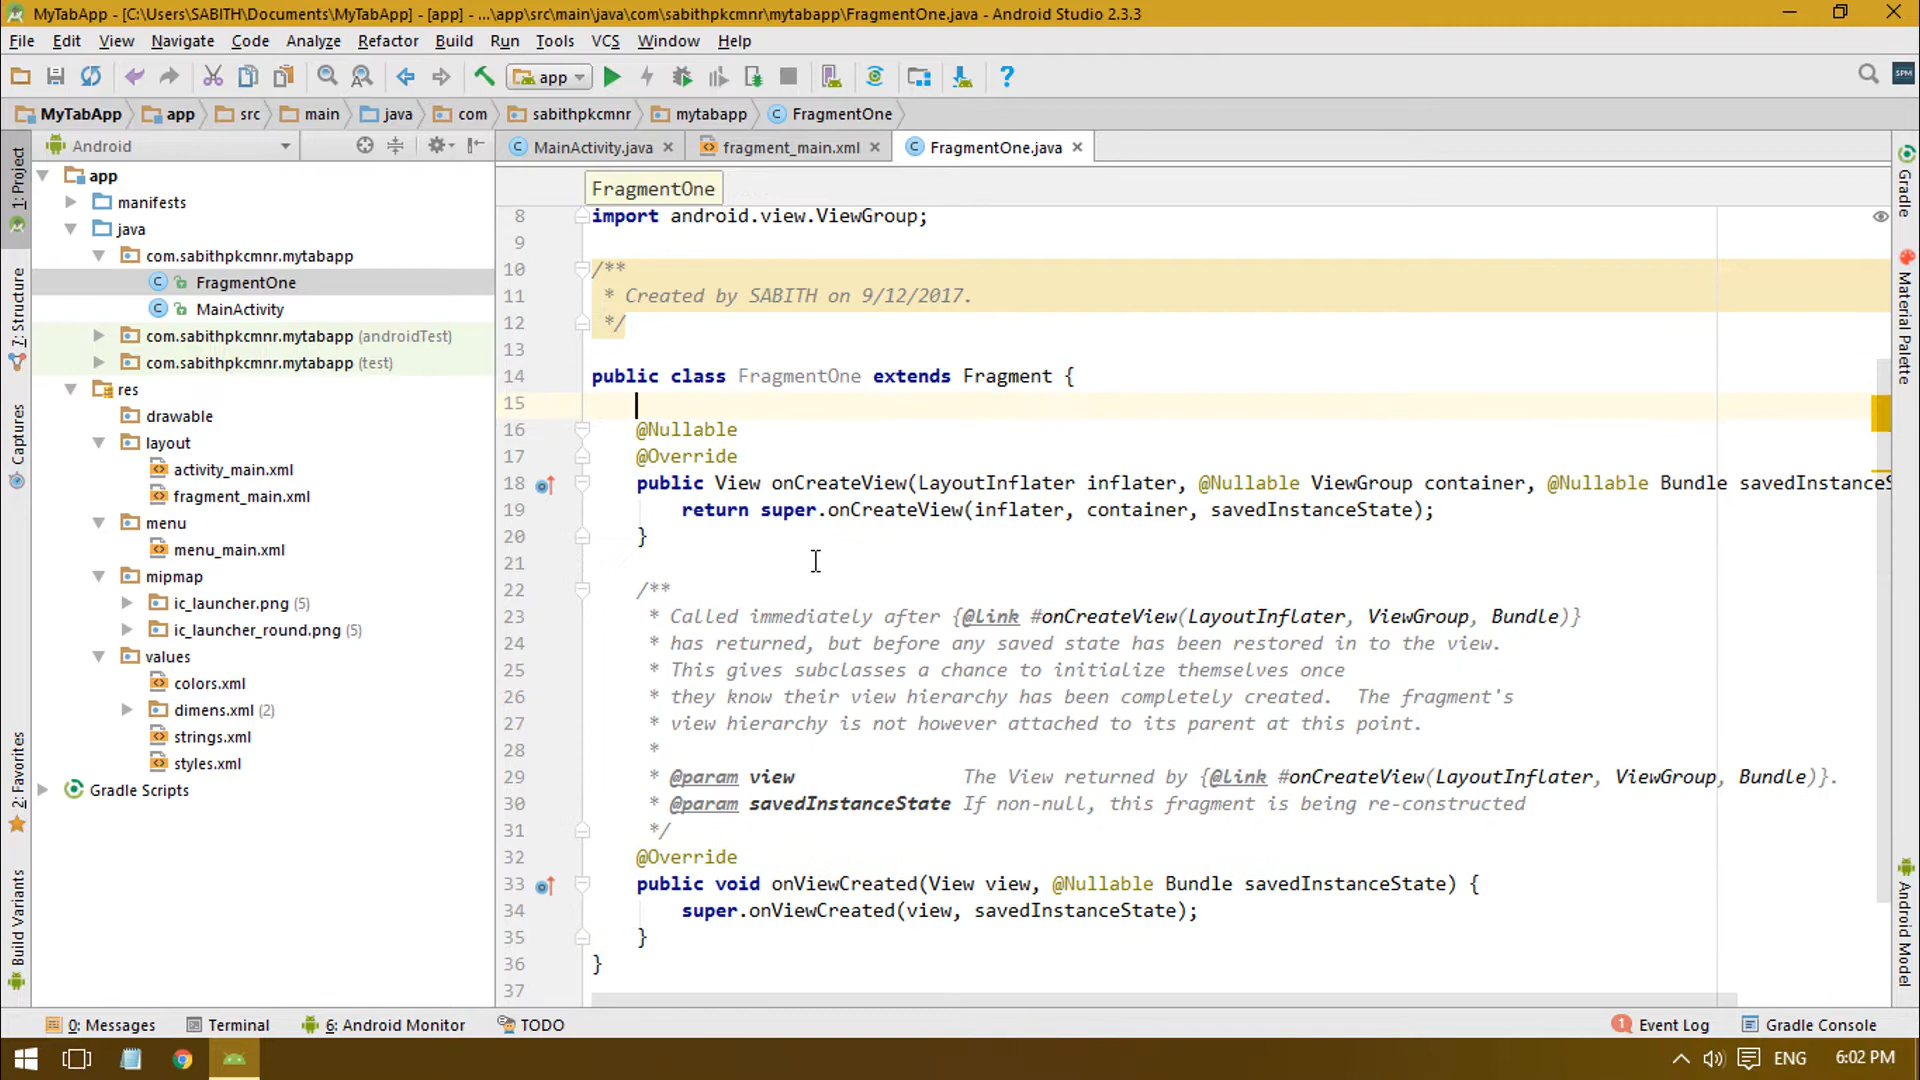 MyTabApp - [C:\Users\SABITH\Documents\MyTabApp] - [app] - ...\app\src\main\java\com\sabithpkcmnr\mytabapp\FragmentOne.java - Android Studio 2.3.3
File Edit View Navigate Code Analyze Refactor Build Run Tools VCS Window Help
app
SPM
MyTabApp app src main java com sabithpkcmnr mytabapp FragmentOne
Android
MainActivity.java fragment_main.xml FragmentOne.java
1: Project
7: Structure
Captures
2: Favorites
Build Variants
app
manifests
java
com.sabithpkcmnr.mytabapp
FragmentOne
MainActivity
com.sabithpkcmnr.mytabapp (androidTest)
com.sabithpkcmnr.mytabapp (test)
res
drawable
layout
activity_main.xml
fragment_main.xml
menu
menu_main.xml
mipmap
ic_launcher.png (5)
ic_launcher_round.png (5)
values
colors.xml
dimens.xml (2)
strings.xml
styles.xml
Gradle Scripts
FragmentOne
8 import android.view.ViewGroup;
9
10 /**
11 * Created by SABITH on 9/12/2017.
12 */
13
14 public class FragmentOne extends Fragment {
15
16 @Nullable
17 @Override
18 public View onCreateView(LayoutInflater inflater, @Nullable ViewGroup container, @Nullable Bundle savedInstanceS
19 return super.onCreateView(inflater, container, savedInstanceState);
20 }
21
22 /**
23 * Called immediately after {@link #onCreateView(LayoutInflater, ViewGroup, Bundle)}
24 * has returned, but before any saved state has been restored in to the view.
25 * This gives subclasses a chance to initialize themselves once
26 * they know their view hierarchy has been completely created.  The fragment's
27 * view hierarchy is not however attached to its parent at this point.
28 *
29 * @param view The View returned by {@link #onCreateView(LayoutInflater, ViewGroup, Bundle)}.
30 * @param savedInstanceState If non-null, this fragment is being re-constructed
31 */
32 @Override
33 public void onViewCreated(View view, @Nullable Bundle savedInstanceState) {
34 super.onViewCreated(view, savedInstanceState);
35 }
36 }
37
Gradle
Material Palette
Android Model
0: Messages Terminal 6: Android Monitor TODO 1 Event Log Gradle Console
ENG 6:02 PM